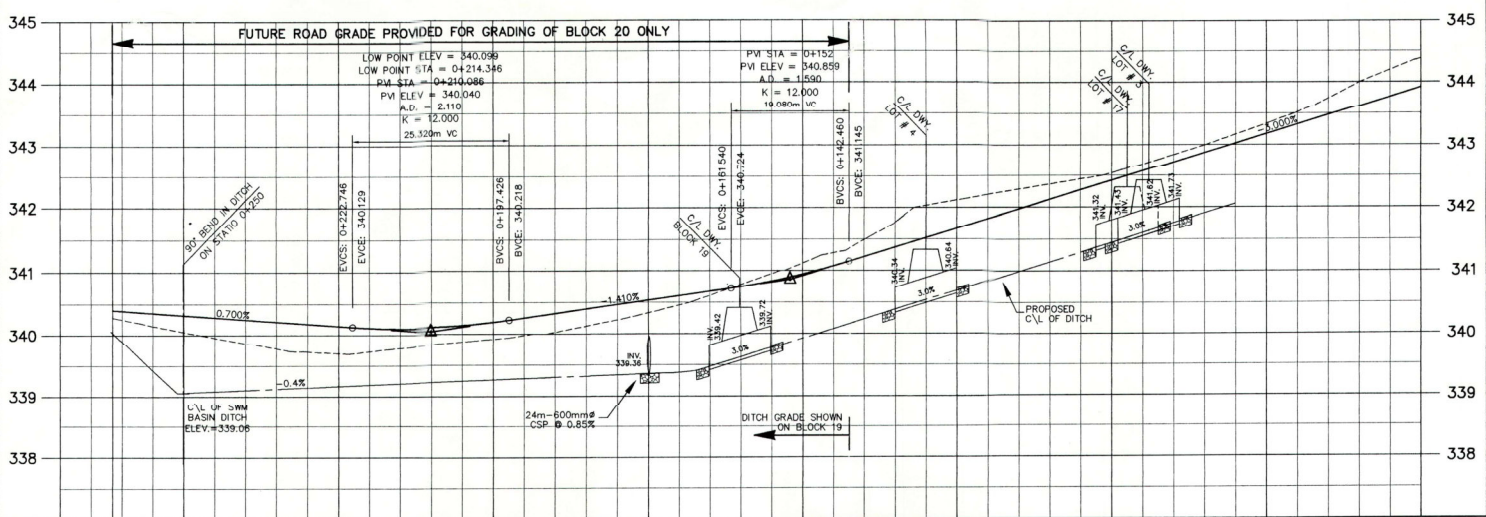 345
345
FUTURE ROAD GRADE PROVIDED FOR GRADING OF BLOCK 20 ONLY
LOW POINT ELEV = 340.099
LOW POINT STA = 0+214.346
PVI STA = 0+210.086
PVI ELEV = 340.040
A.D. = 2.110
K = 12.000
25.320m VC
PVI STA = 0+152
PVI ELEV = 340.859
A.D. = 1.590
K = 12.000
19.080m VC
C/L DWY.
LOT # 3
C/L DWY.
LOT # 17
344
344
C/L DWY.
LOT # 4
343
343
-3.000%
EVCS: 0+222.746
EVCE: 340.129
BVCS: 0+197.426
BVCE: 340.218
EVCS: 0+161.540
EVCE: 340.724
BVCS: 0+142.460
BVCE: 341.145
90° BEND IN DITCH
ON STATIO 0+250
C/L DWY.
BLOCK 19
342
342
341.32
INV.
341.43
INV.
341.62
INV.
341.73
INV.
3.0%
341
341
340.34
INV.
340.64
INV.
3.0%
PROPOSED
C/L OF DITCH
0.700%
-1.410%
340
340
INV.
339.42
339.72
INV.
3.0%
INV.
339.36
-0.4%
339
339
C\L OF SWM
BASIN DITCH
ELEV.=339.06
24m-600mmø
CSP @ 0.85%
DITCH GRADE SHOWN
ON BLOCK 19
338
338